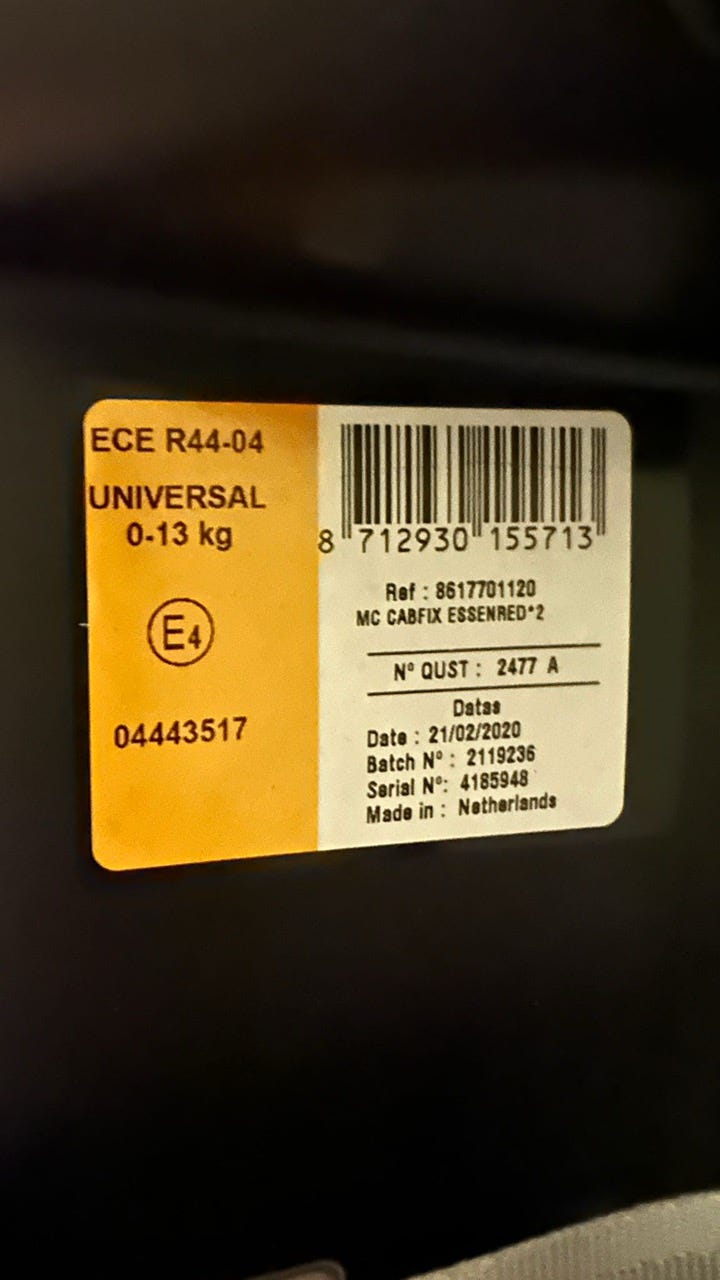 ECE R44-04
UNIVERSAL
0-13 kg
E4
04443517
8 712930 155713
Ref : 8617701120
MC CABFIX ESSENRED*2
N° QUST : 2477 A
Datas
Date : 21/02/2020
Batch N° : 2119236
Serial N°: 4185948
Made in : Netherlands